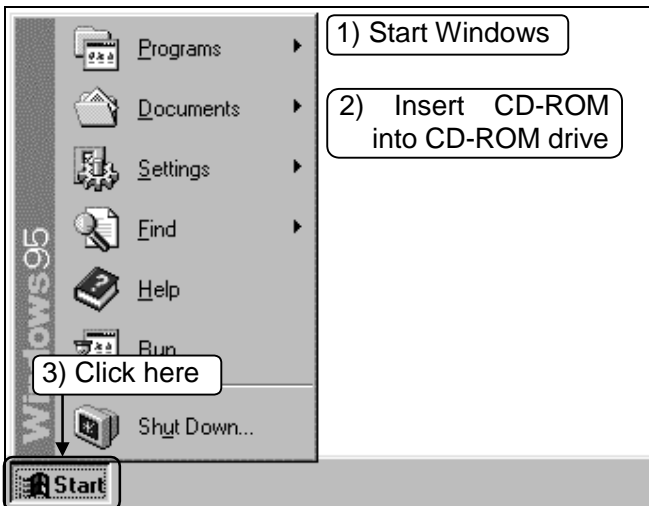 Programs
1) Start Windows
Documents
2) Insert CD-ROM
into CD-ROM drive
Settings
Find
Help
Run
3) Click here
Shut Down...
Start
Windows95